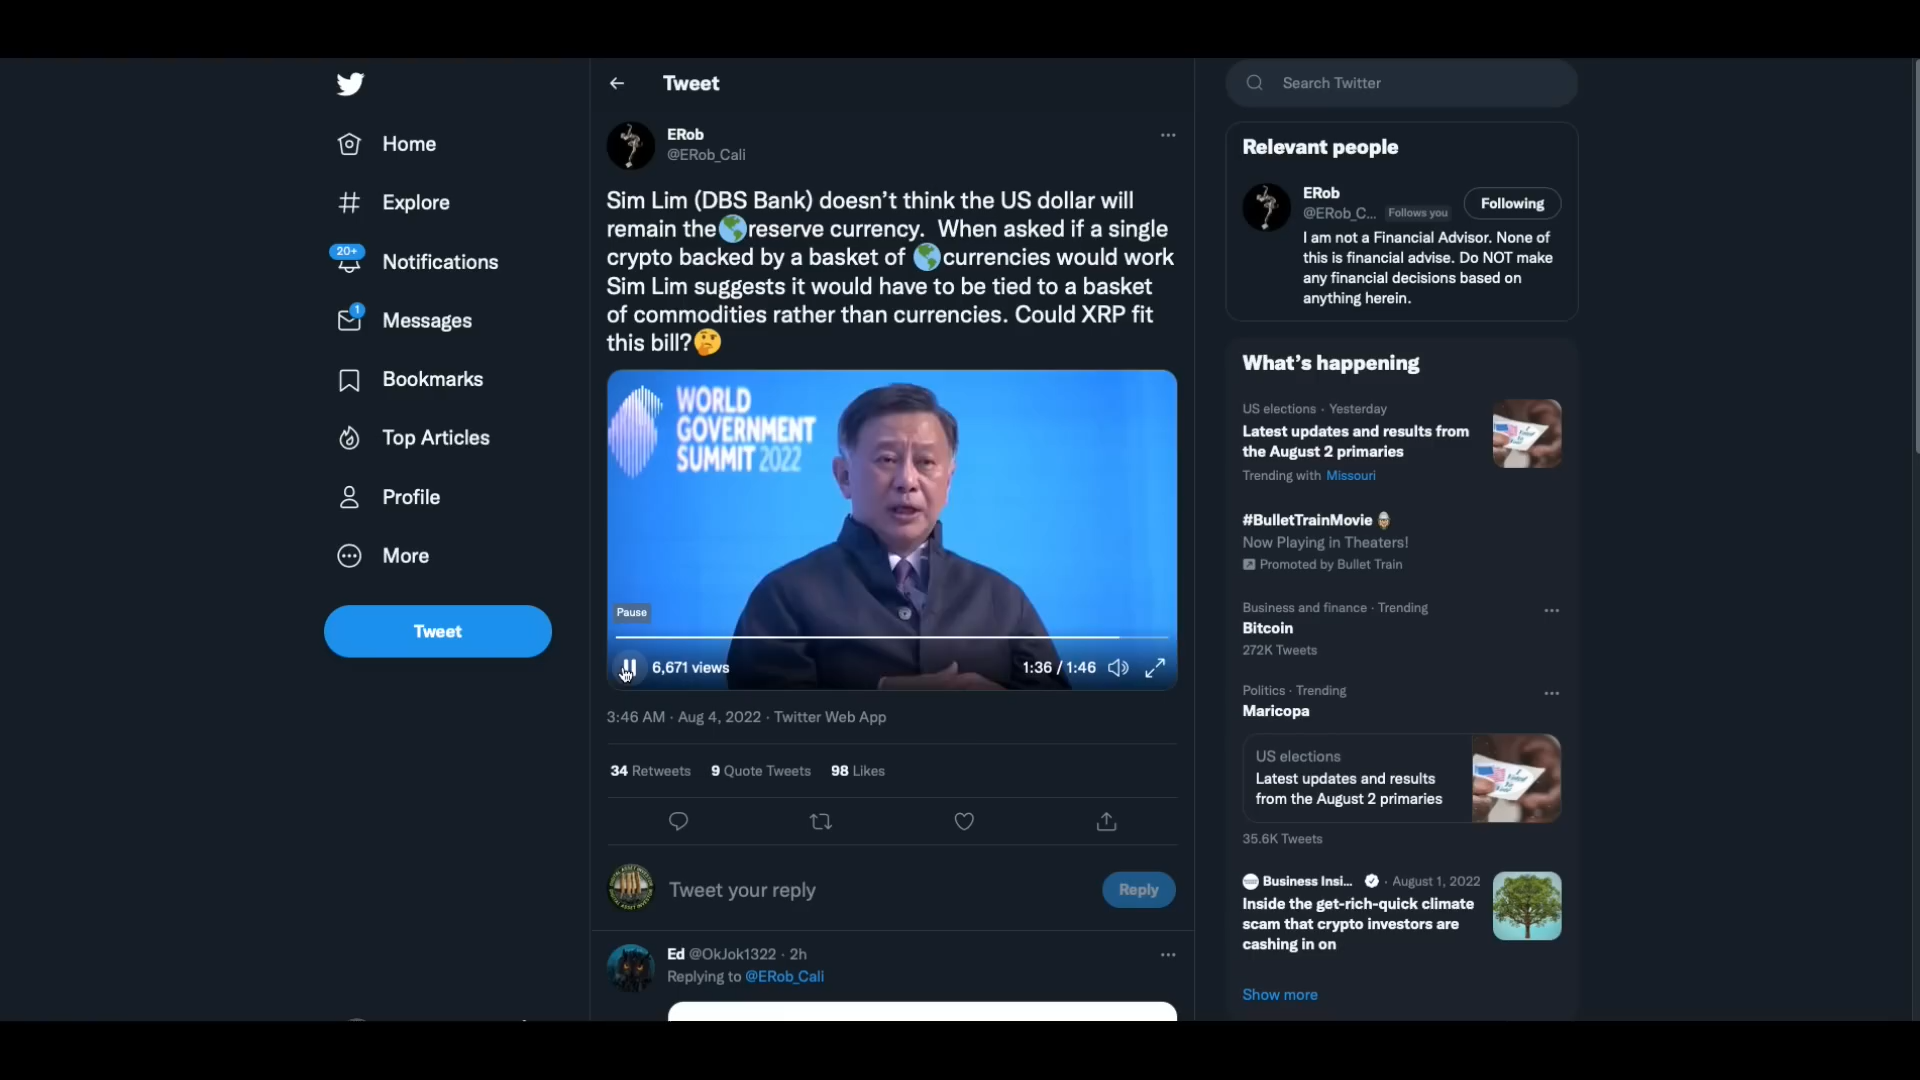 Home
Explore
20+
Notifications
1
Messages
Bookmarks
Top Articles
Profile
More
Tweet
Tweet
ERob
@ERob_Cali
Sim Lim (DBS Bank) doesn’t think the US dollar will
remain the🌎reserve currency. When asked if a single
crypto backed by a basket of 🌎currencies would work
Sim Lim suggests it would have to be tied to a basket
of commodities rather than currencies. Could XRP fit
this bill?🤔
WORLD
GOVERNMENT
SUMMIT 2022
Pause
6,671 views
1:36 / 1:46
3:46 AM · Aug 4, 2022 · Twitter Web App
34 Retweets 9 Quote Tweets 98 Likes
Tweet your reply
Reply
Ed @OkJok1322 · 2h
Replying to @ERob_Cali
Search Twitter
Relevant people
ERob
@ERob_C... Follows you
Following
I am not a Financial Advisor. None of
this is financial advise. Do NOT make
any financial decisions based on
anything herein.
What’s happening
US elections · Yesterday
Latest updates and results from
the August 2 primaries
Trending with Missouri
#BulletTrainMovie
Now Playing in Theaters!
Promoted by Bullet Train
Business and finance · Trending
Bitcoin
272K Tweets
Politics · Trending
Maricopa
US elections
Latest updates and results
from the August 2 primaries
35.6K Tweets
Business Insi... · August 1, 2022
Inside the get-rich-quick climate
scam that crypto investors are
cashing in on
Show more